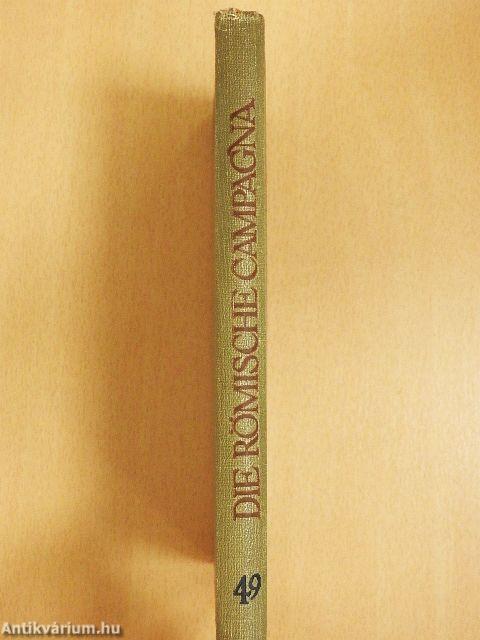 DIE RÖMISCHE CAMPAGNA
49
Antikvárium.hu